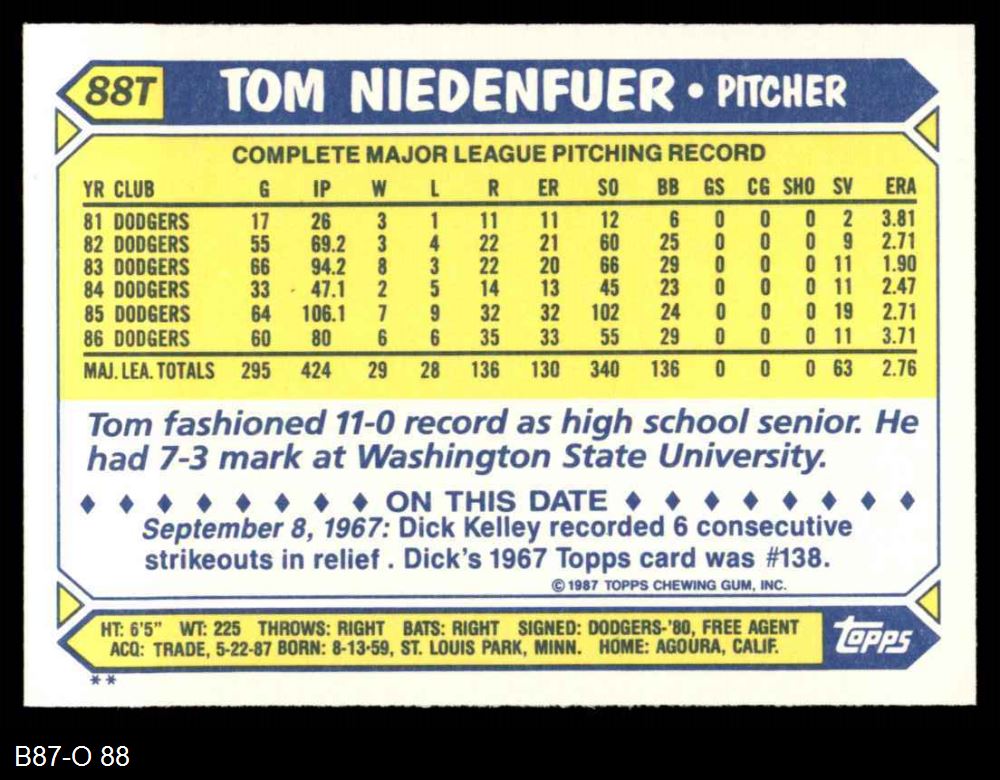 88T TOM NIEDENFUER • PITCHER
COMPLETE MAJOR LEAGUE PITCHING RECORD
YR CLUB G IP W L R ER SO BB GS CG SHO SV ERA
81 DODGERS 17 26 3 1 11 11 12 6 0 0 0 2 3.81
82 DODGERS 55 69.2 3 4 22 21 60 25 0 0 0 9 2.71
83 DODGERS 66 94.2 8 3 22 20 66 29 0 0 0 11 1.90
84 DODGERS 33 47.1 2 5 14 13 45 23 0 0 0 11 2.47
85 DODGERS 64 106.1 7 9 32 32 102 24 0 0 0 19 2.71
86 DODGERS 60 80 6 6 35 33 55 29 0 0 0 11 3.71
MAJ. LEA. TOTALS 295 424 29 28 136 130 340 136 0 0 0 63 2.76
Tom fashioned 11-0 record as high school senior. He
had 7-3 mark at Washington State University.
♦ ♦ ♦ ♦ ♦ ♦ ♦ ♦ ON THIS DATE ♦ ♦ ♦ ♦ ♦ ♦ ♦ ♦
September 8, 1967: Dick Kelley recorded 6 consecutive
strikeouts in relief . Dick's 1967 Topps card was #138.
© 1987 TOPPS CHEWING GUM, INC.
HT: 6'5" WT: 225 THROWS: RIGHT BATS: RIGHT SIGNED: DODGERS-'80, FREE AGENT
ACQ: TRADE, 5-22-87 BORN: 8-13-59, ST. LOUIS PARK, MINN. HOME: AGOURA, CALIF.
topps
**
B87-O 88